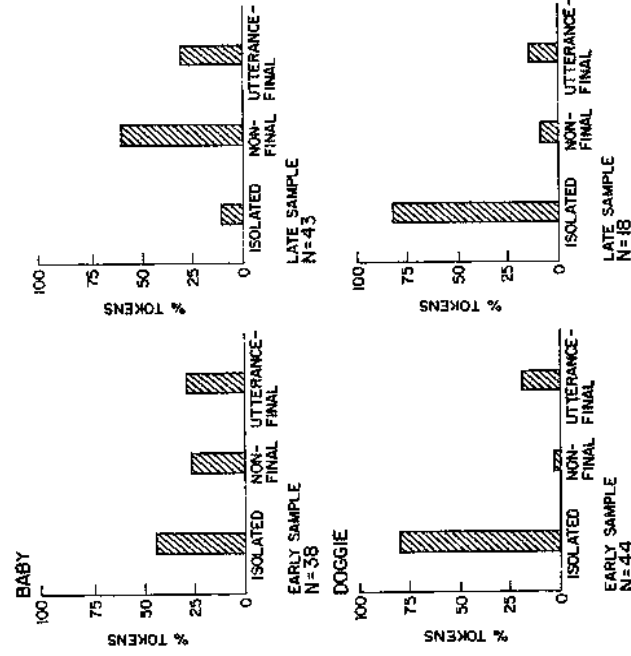 BABY
100
75
50
25
0
% TOKENS
ISOLATED
NON-
FINAL
UTTERANCE-
FINAL
EARLY SAMPLE
N=38
100
75
50
25
0
% TOKENS
ISOLATED
NON-
FINAL
UTTERANCE-
FINAL
LATE SAMPLE
N=43
DOGGIE
100
75
50
25
0
% TOKENS
ISOLATED
NON-
FINAL
UTTERANCE-
FINAL
EARLY SAMPLE
N=44
100
75
50
25
0
% TOKENS
ISOLATED
NON-
FINAL
UTTERANCE-
FINAL
LATE SAMPLE
N=18